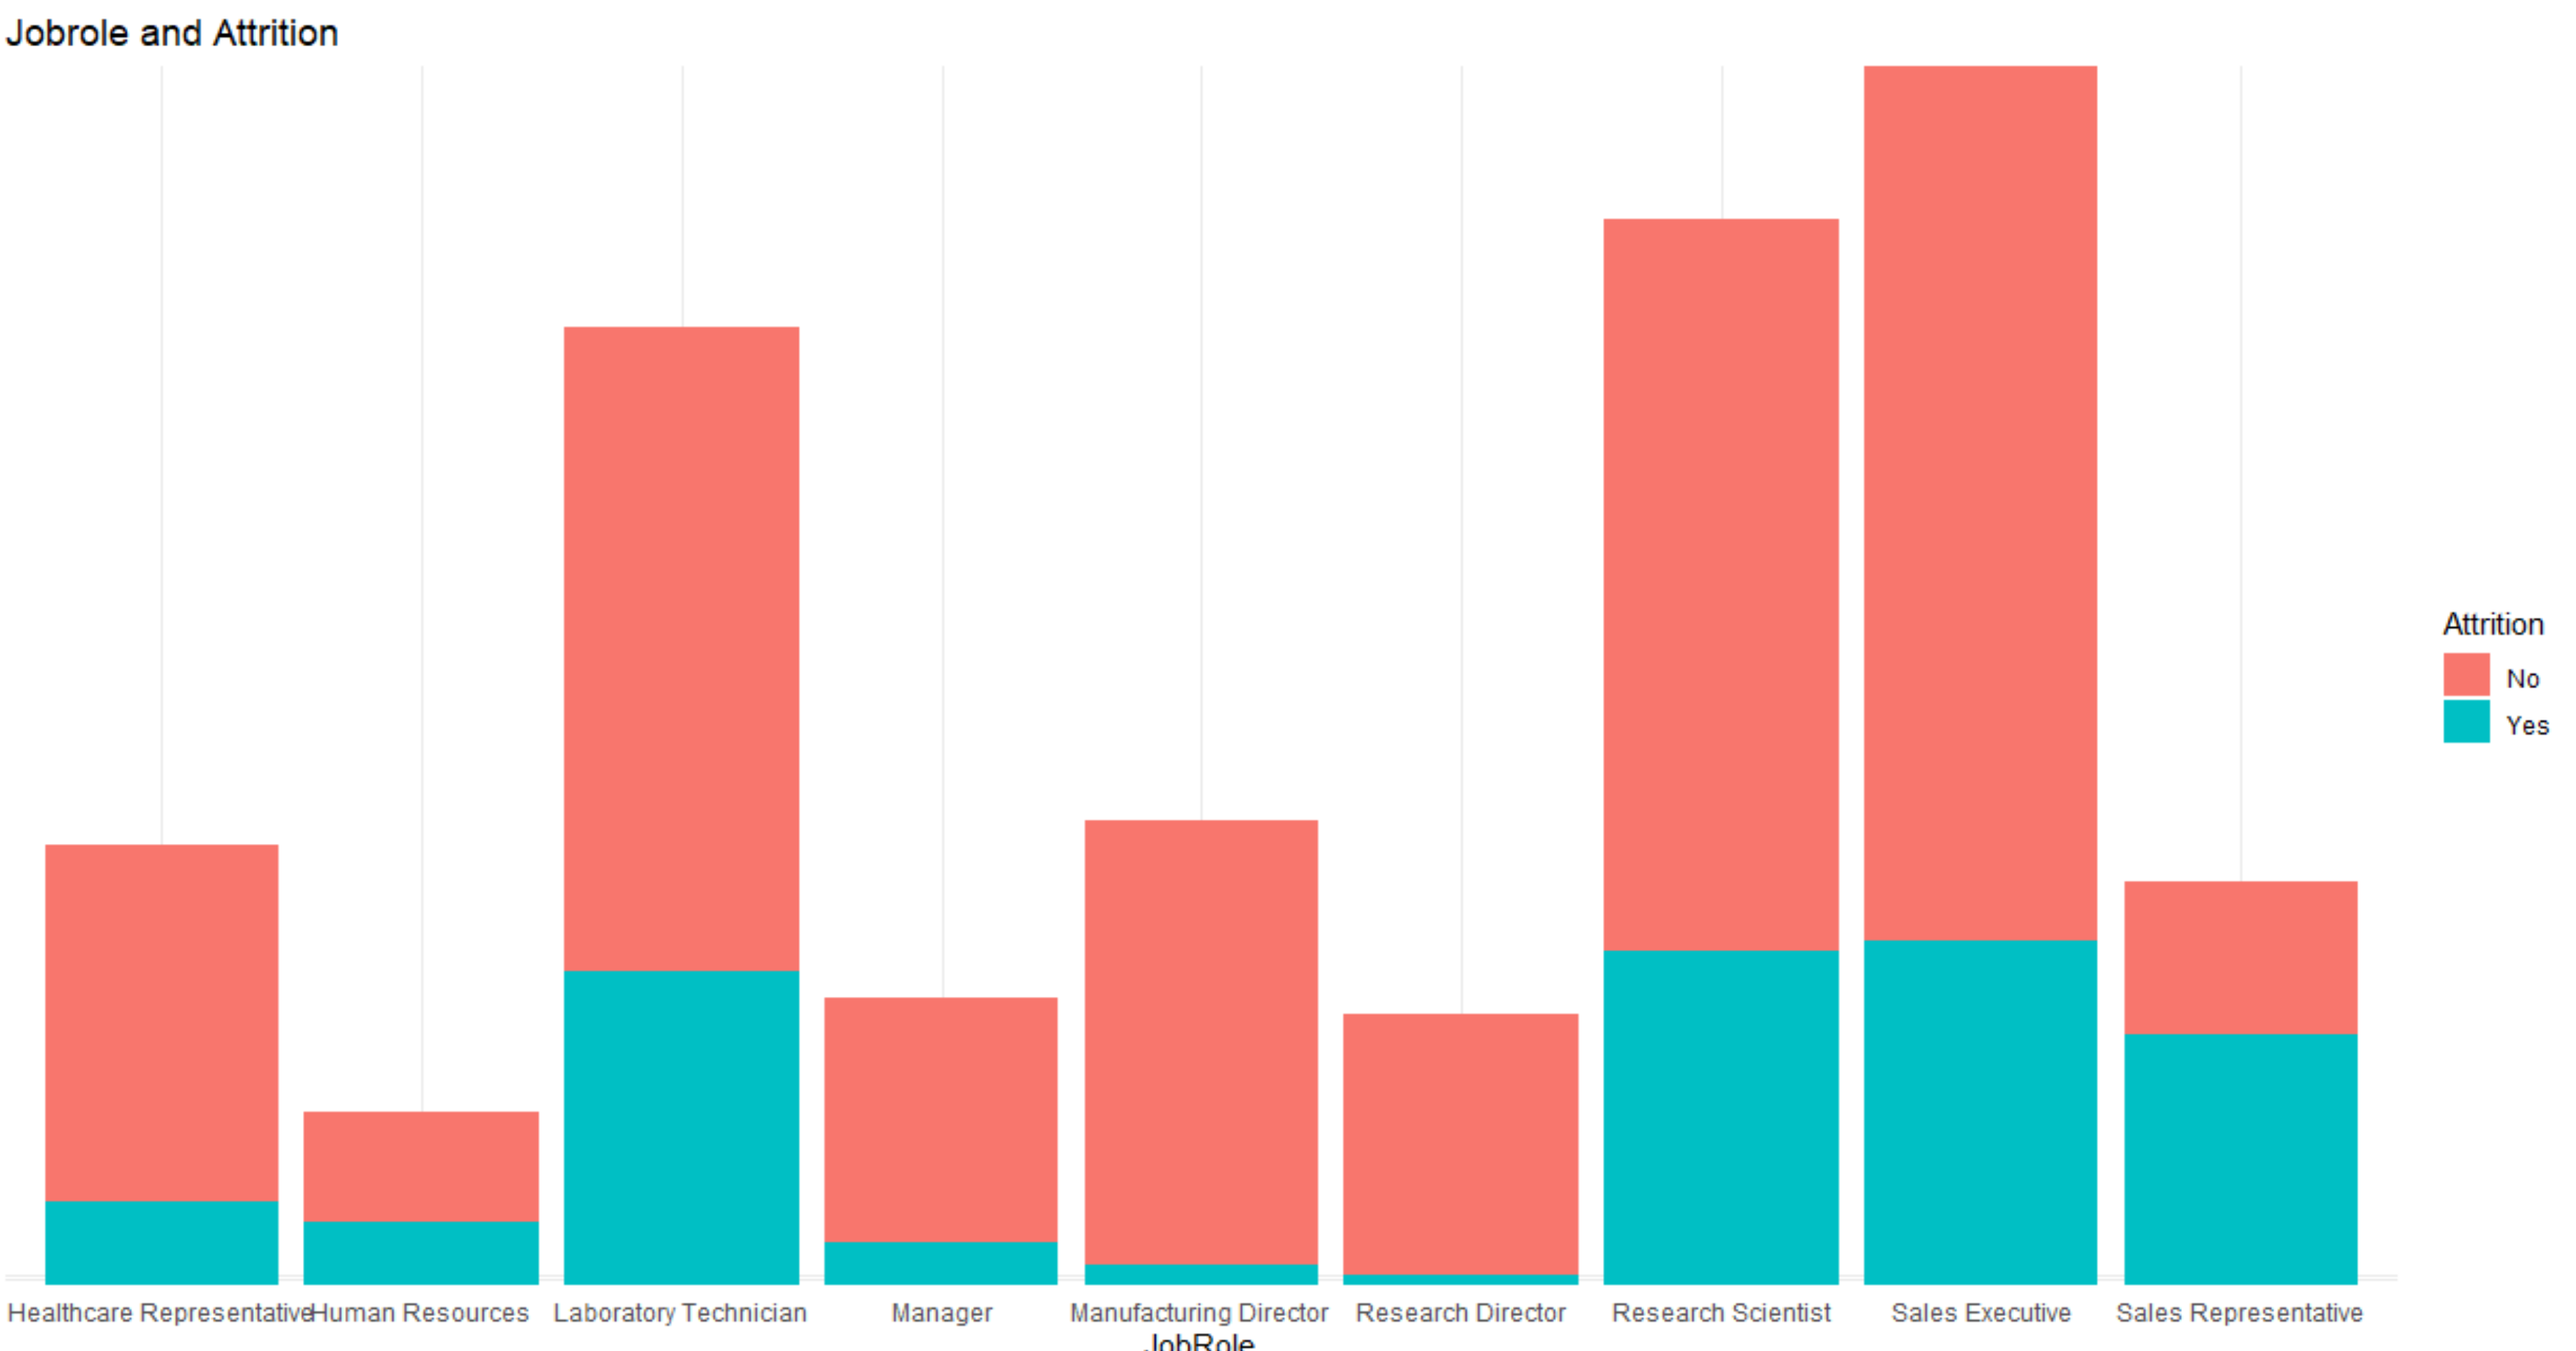 Jobrole and Attrition
Attrition
No
Yes
Healthcare Representative Human Resources Laboratory Technician Manager Manufacturing Director Research Director Research Scientist Sales Executive Sales Representative
JobRole